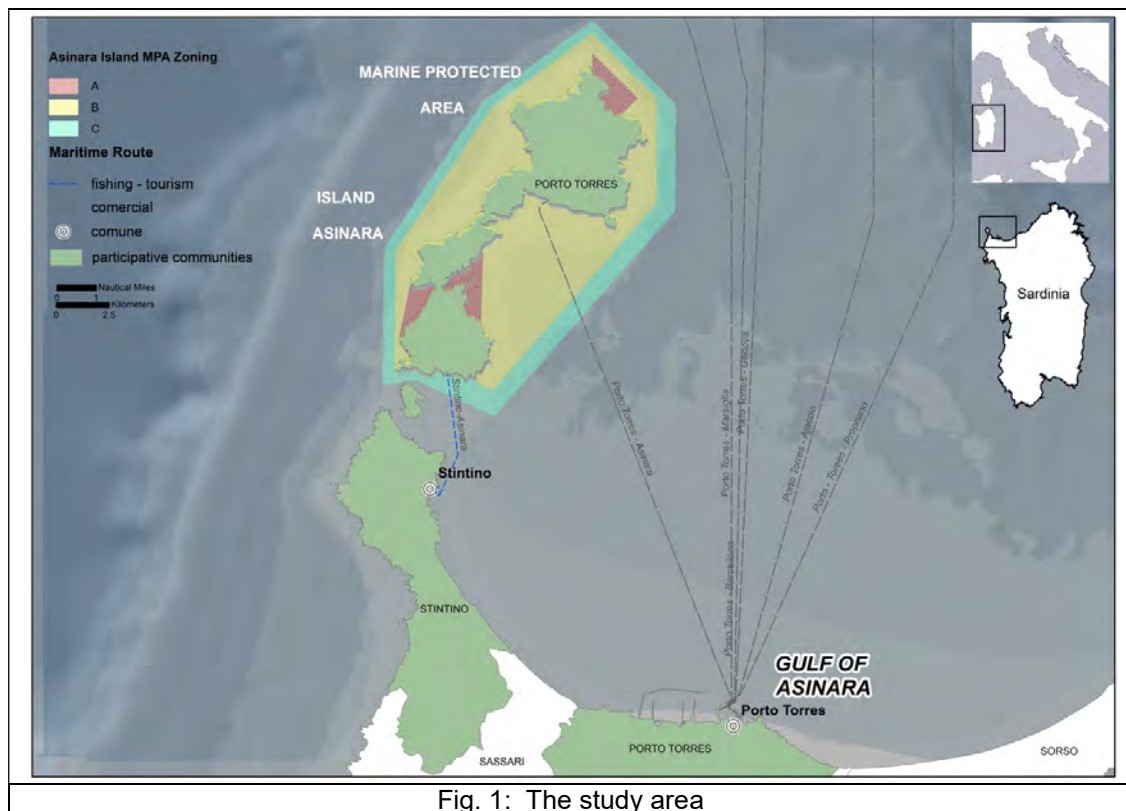 Asinara Island MPA Zoning
A
B
C
Maritime Route
fishing - tourism
comercial
comune
participative communities
Nautical Miles
0 1
Kilometers
0 2.5
MARINE PROTECTED
AREA
ISLAND
ASINARA
PORTO TORRES
Sardinia
Stintino-Asinara
Porto Torres - Asinara
Porto Torres - Marsiglia
Porto Torres - Genova
Porto Torres - Barcellona
Porto Torres - Ajaccio
Porto - Torres - Propriano
Stintino
STINTINO
GULF OF
ASINARA
Porto Torres
PORTO TORRES
SASSARI
SORSO
Fig. 1: The study area